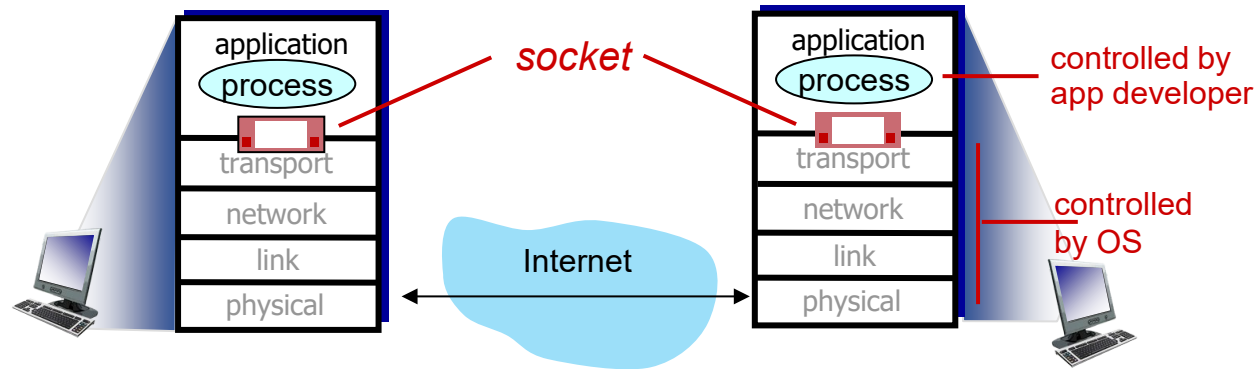 application
process
transport
network
link
physical
socket
Internet
application
process
transport
network
link
physical
controlled by
app developer
controlled
by OS